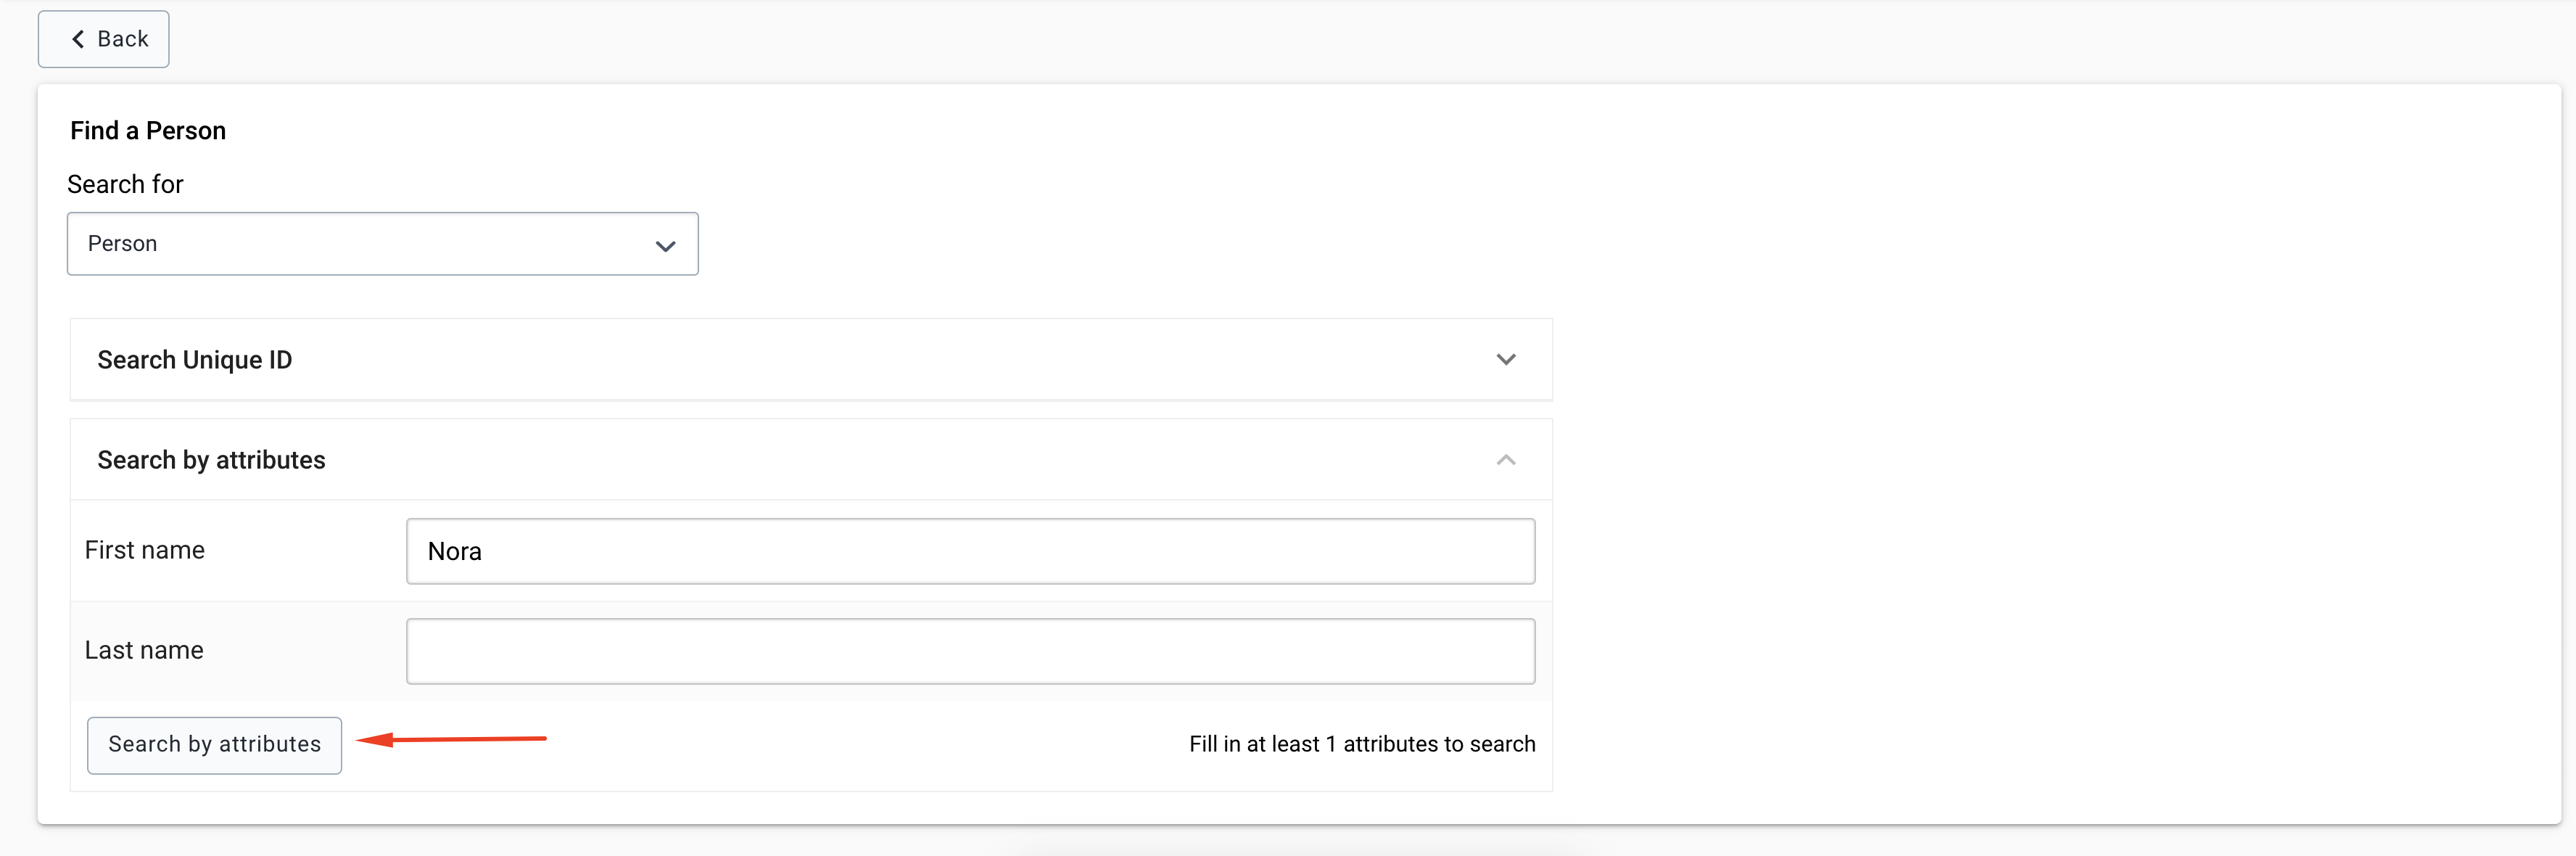 Back
Find a Person
Search for
Person
Search Unique ID
Search by attributes
First name
Nora
Last name
Search by attributes
Fill in at least 1 attributes to search